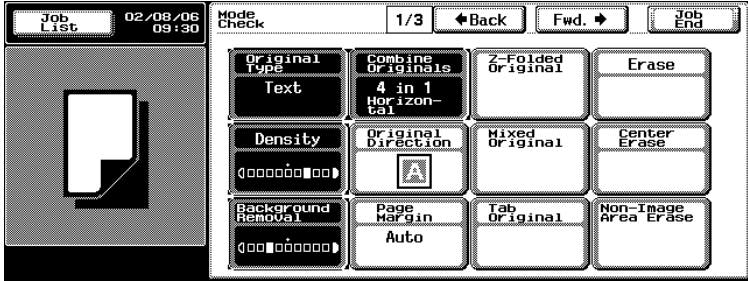 Job List
02/08/06
09:30
Mode Check
1/3
Back
Fwd.
Job End
Original Type
Text
Combine Originals
4 in 1
Horizon-
tal
Z-Folded Original
Erase
Density
Original Direction
A
Mixed Original
Center Erase
Background Removal
Page Margin
Auto
Tab Original
Non-Image Area Erase